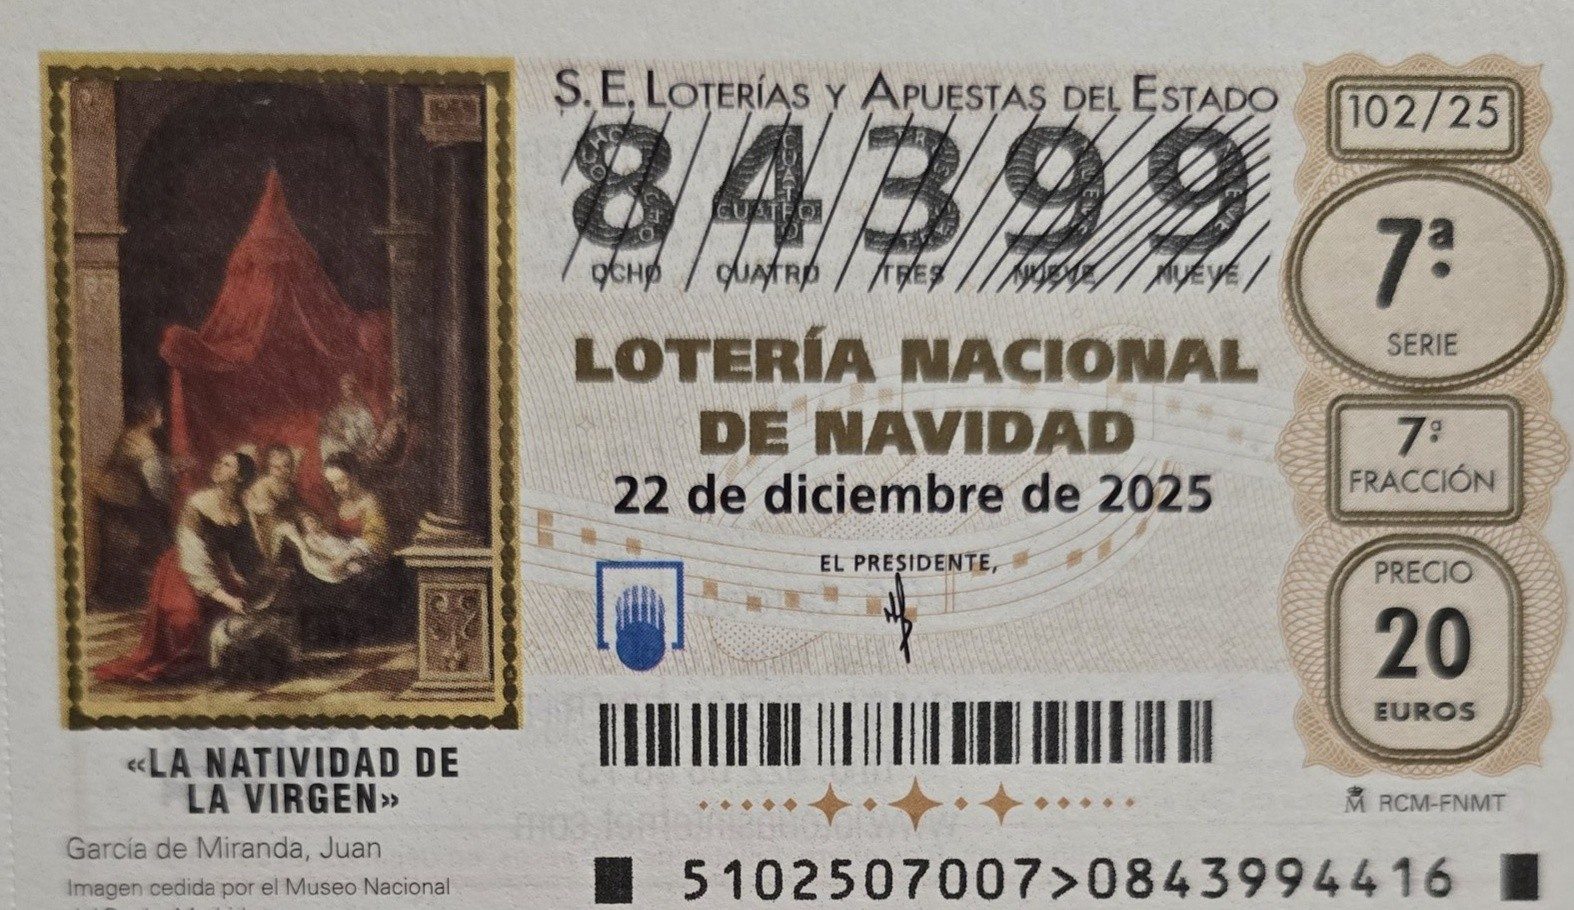 S.E. LOTERÍAS Y APUESTAS DEL ESTADO
84399
OCHO CUATRO TRES NUEVE NUEVE
LOTERÍA NACIONAL
DE NAVIDAD
22 de diciembre de 2025
EL PRESIDENTE,
102/25
7ª
SERIE
7ª
FRACCIÓN
PRECIO
20
EUROS
RCM-FNMT
«LA NATIVIDAD DE
LA VIRGEN»
García de Miranda, Juan
Imagen cedida por el Museo Nacional
5102507007>0843994416